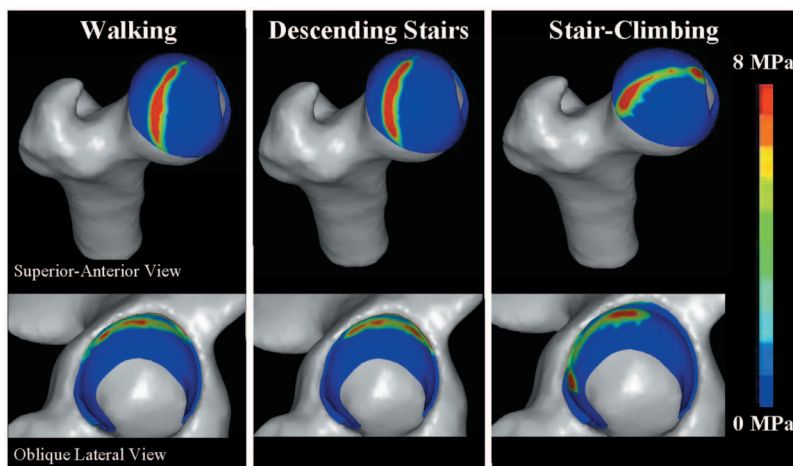 Walking
Descending Stairs
Stair-Climbing
8 MPa
Superior-Anterior View
Oblique Lateral View
0 MPa